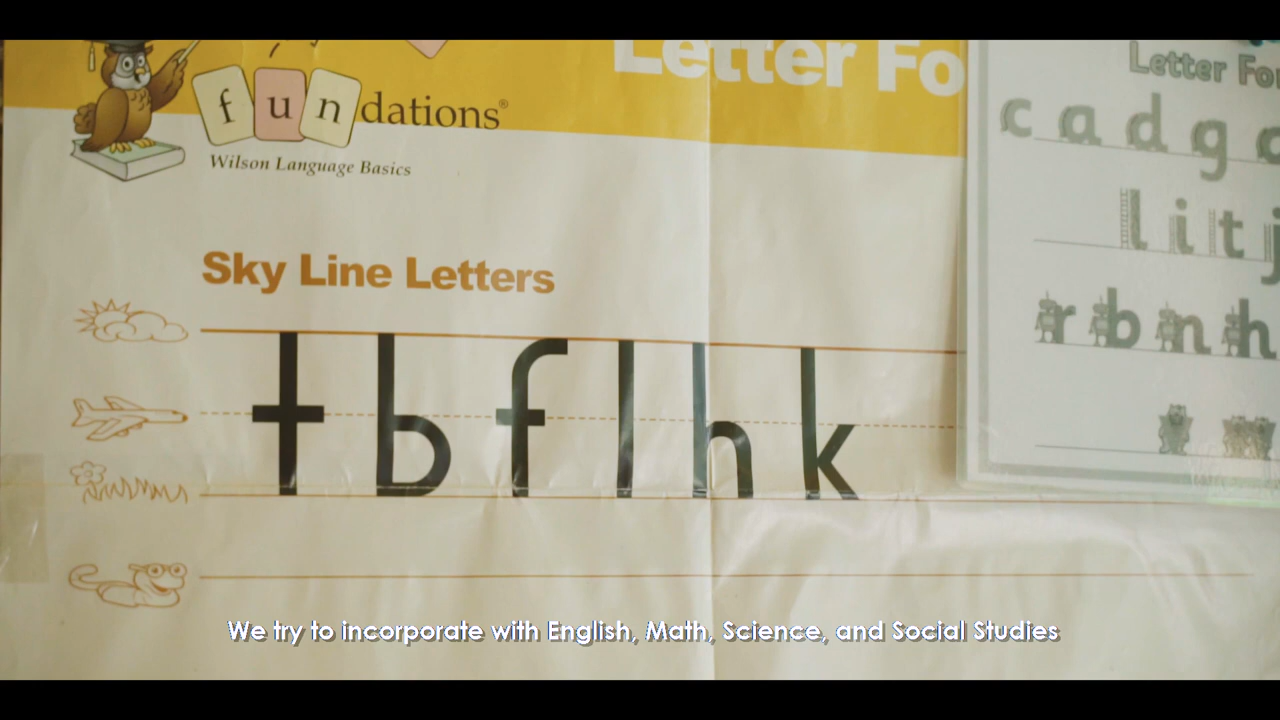 Letter Fo
fundations®
Wilson Language Basics
Sky Line Letters
t b f l h k
Letter For
c a d g
l i t j
r b n h
We try to incorporate with English, Math, Science, and Social Studies